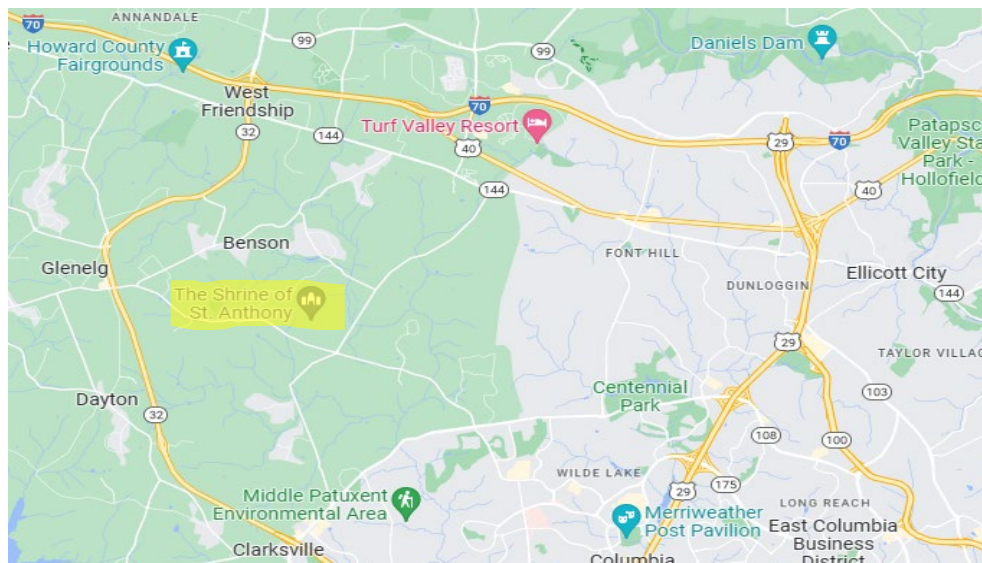 ANNANDALE
70
99
Howard County
Fairgrounds
99
Daniels Dam
West
Friendship
70
32
144
Turf Valley Resort
40
29
70
Patapsc
Valley Sta
Park -
Hollofield
144
40
Benson
FONT HILL
Glenelg
Ellicott City
DUNLOGGIN
144
The Shrine of
St. Anthony
29
TAYLOR VILLAG
Centennial
Park
Dayton
32
103
108
100
WILDE LAKE
175
29
Middle Patuxent
Environmental Area
LONG REACH
Merriweather
Post Pavilion
East Columbia
Business
District
Clarksville
Columbia